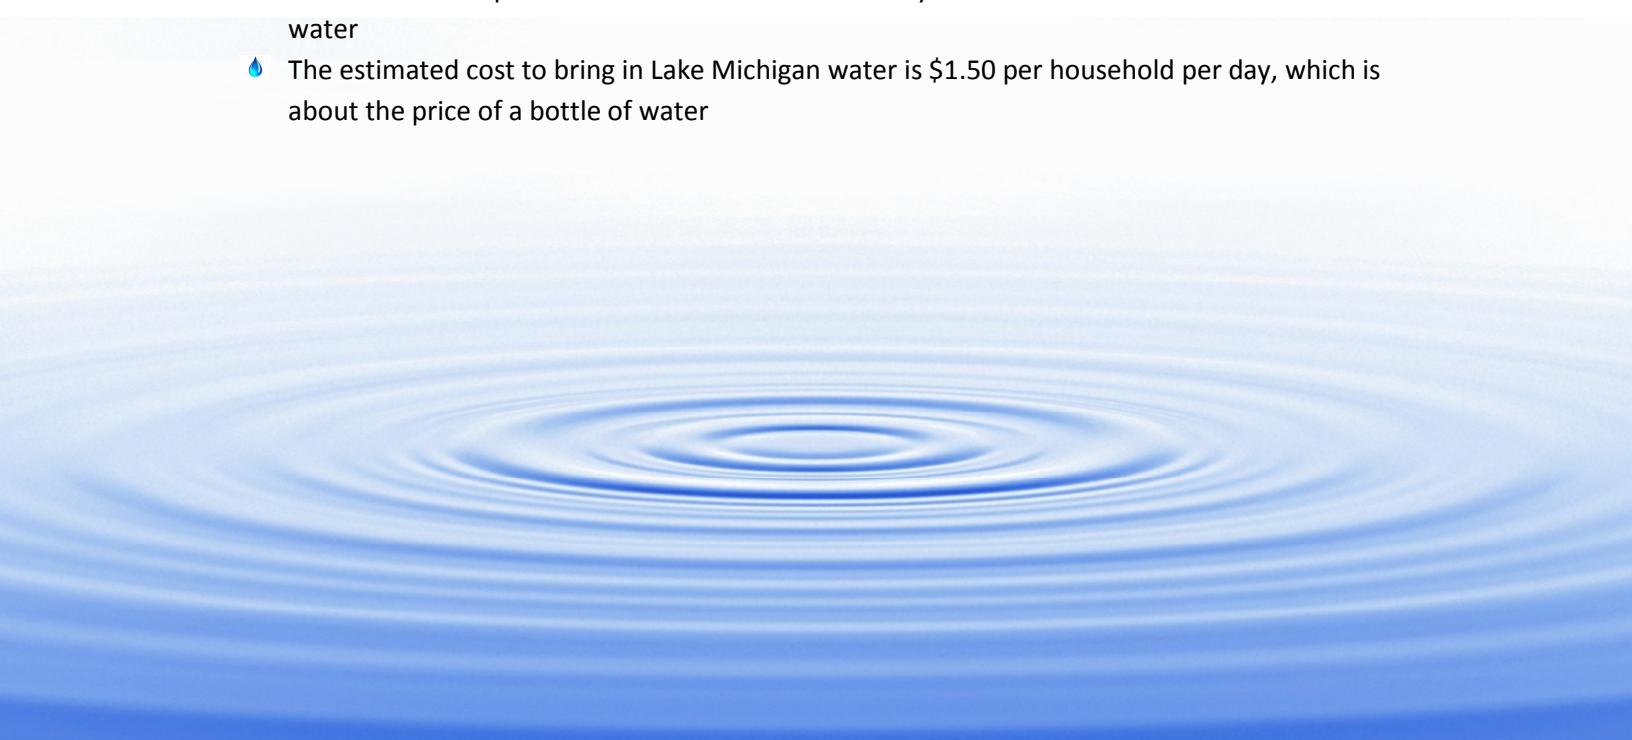 water
The estimated cost to bring in Lake Michigan water is $1.50 per household per day, which is
about the price of a bottle of water